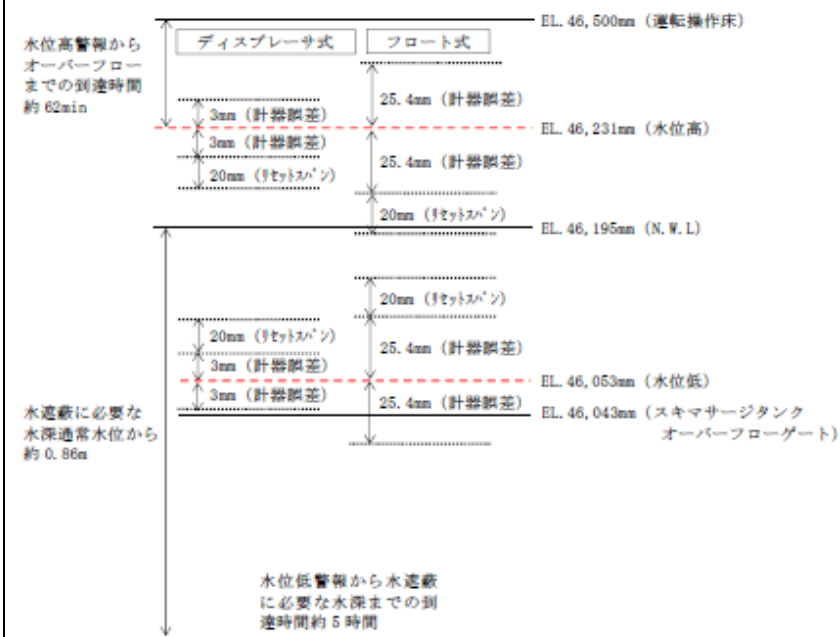 EL. 46,500mm (運転操作床)
ディスプレーサ式
フロート式
水位高警報から
オーバーフロー
までの到達時間
約 62min
25.4mm (計器誤差)
3mm (計器誤差)
EL. 46,231mm (水位高)
3mm (計器誤差)
25.4mm (計器誤差)
20mm (ﾘｾｯﾄｽﾊﾟﾝ)
20mm (ﾘｾｯﾄｽﾊﾟﾝ)
EL. 46,195mm (N.W.L)
20mm (ﾘｾｯﾄｽﾊﾟﾝ)
20mm (ﾘｾｯﾄｽﾊﾟﾝ)
25.4mm (計器誤差)
3mm (計器誤差)
EL. 46,053mm (水位低)
3mm (計器誤差)
25.4mm (計器誤差)
EL. 46,043mm (スキマサージタンク
オーバーフローゲート)
水遮蔽に必要な
水深通常水位から
約 0.86m
水位低警報から水遮蔽
に必要な水深までの到
達時間約 5 時間